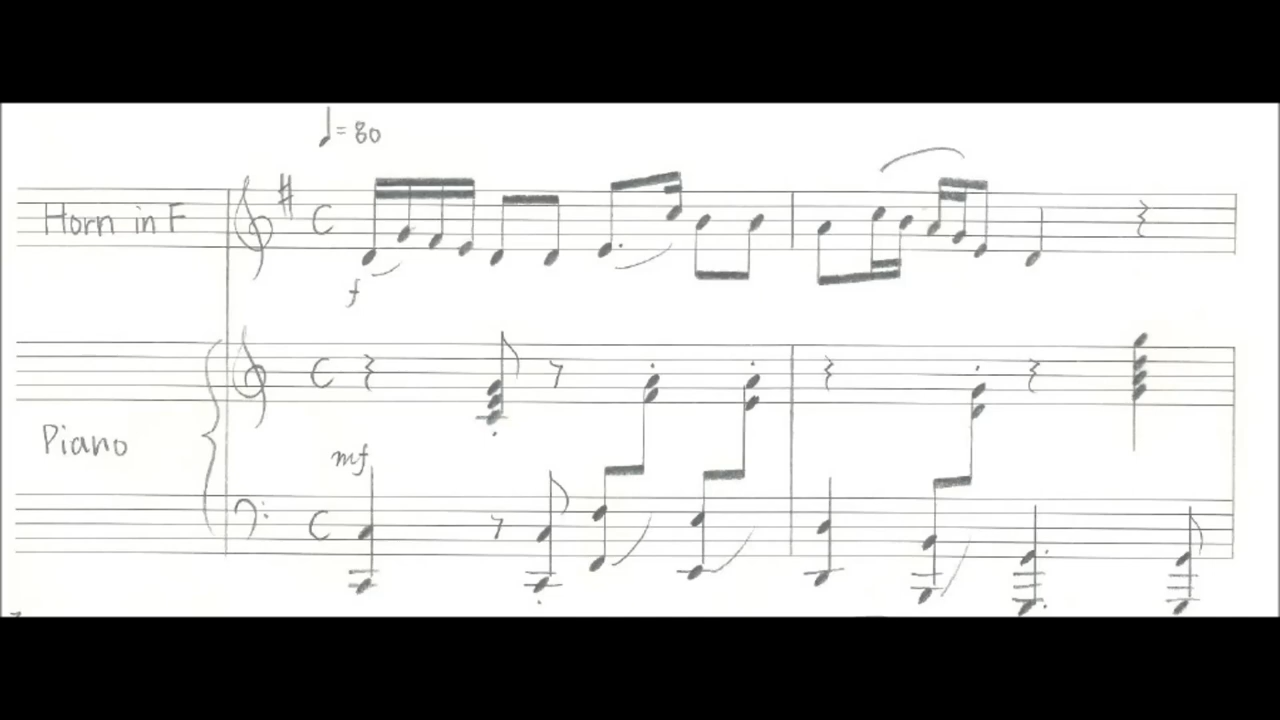 ♩= 80
Horn in F
f
Piano
mf